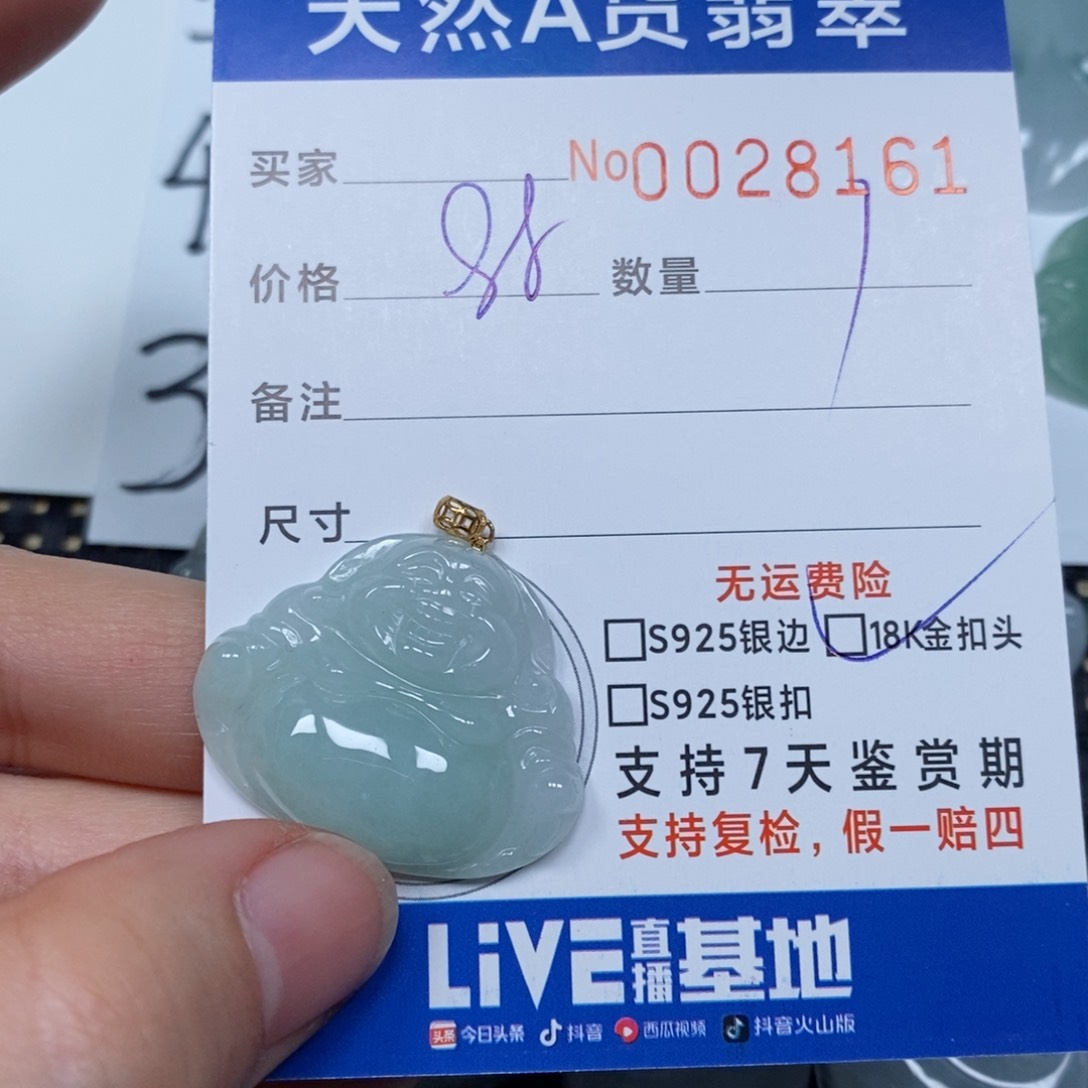 天然A货翡翠
买家 No0028161
价格 88 数量 1
备注
尺寸
无运费险
□S925银边 □18K金扣头
□S925银扣
支持7天鉴赏期
支持复检，假一赔四
LiVE直播基地
头条 今日头条 抖音 西瓜视频 抖音火山版
4
3